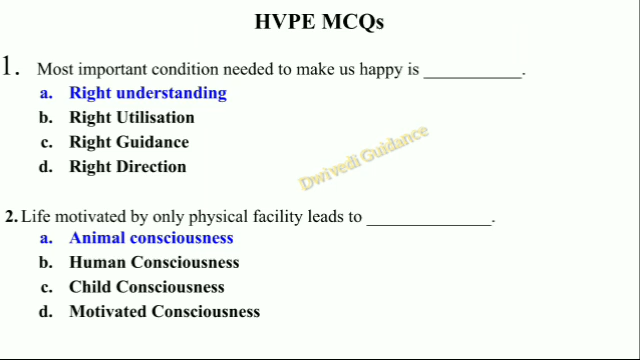 HVPE MCQs
1. Most important condition needed to make us happy is ___________.
a. Right understanding
b. Right Utilisation
c. Right Guidance
d. Right Direction
Dwivedi Guidance
2. Life motivated by only physical facility leads to ______________.
a. Animal consciousness
b. Human Consciousness
c. Child Consciousness
d. Motivated Consciousness